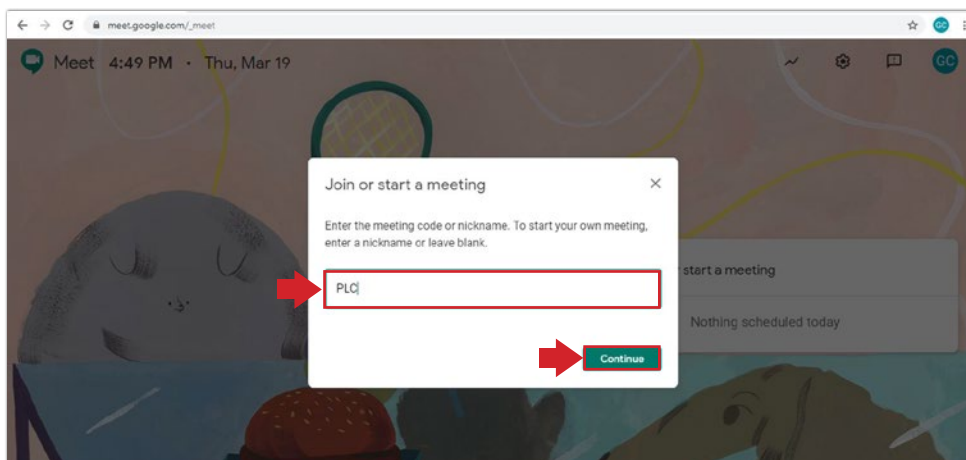 meet.google.com/_meet
GC
Meet 4:49 PM • Thu, Mar 19
GC
Join or start a meeting
Enter the meeting code or nickname. To start your own meeting,
enter a nickname or leave blank.
PLC
Continue
start a meeting
Nothing scheduled today